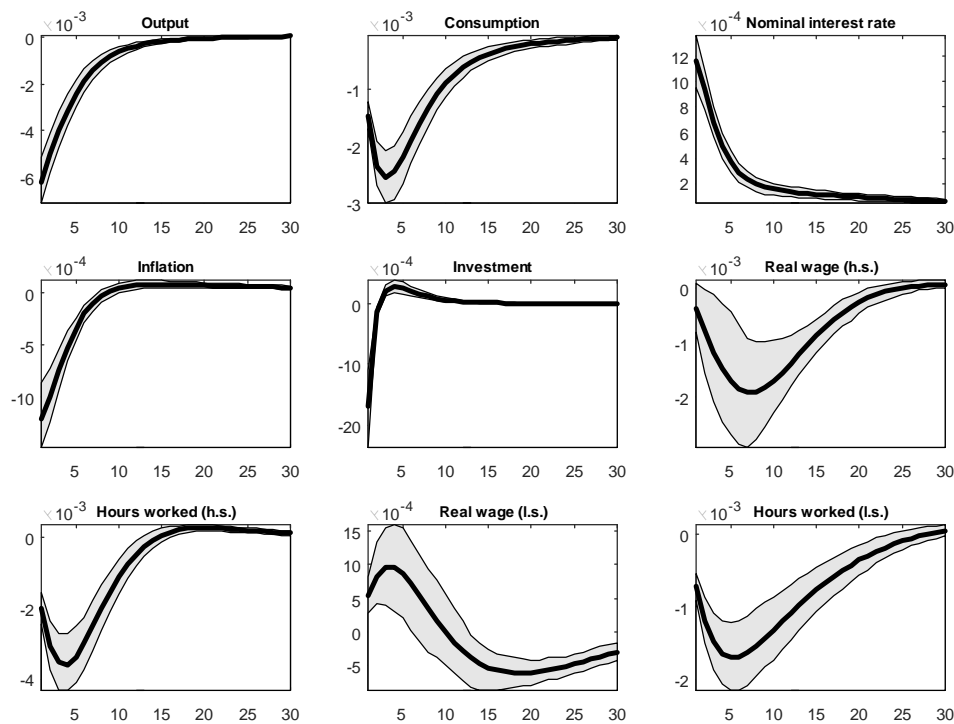 × 10^-3 Output
0
-2
-4
-6
5 10 15 20 25 30
× 10^-3 Consumption
-1
-2
-3
5 10 15 20 25 30
× 10^-4 Nominal interest rate
12
10
8
6
4
2
5 10 15 20 25 30
× 10^-4 Inflation
0
-5
-10
5 10 15 20 25 30
× 10^-4 Investment
0
-10
-20
5 10 15 20 25 30
× 10^-3 Real wage (h.s.)
0
-1
-2
5 10 15 20 25 30
× 10^-3 Hours worked (h.s.)
0
-2
-4
5 10 15 20 25 30
× 10^-4 Real wage (l.s.)
15
10
5
0
-5
5 10 15 20 25 30
× 10^-3 Hours worked (l.s.)
0
-1
-2
5 10 15 20 25 30